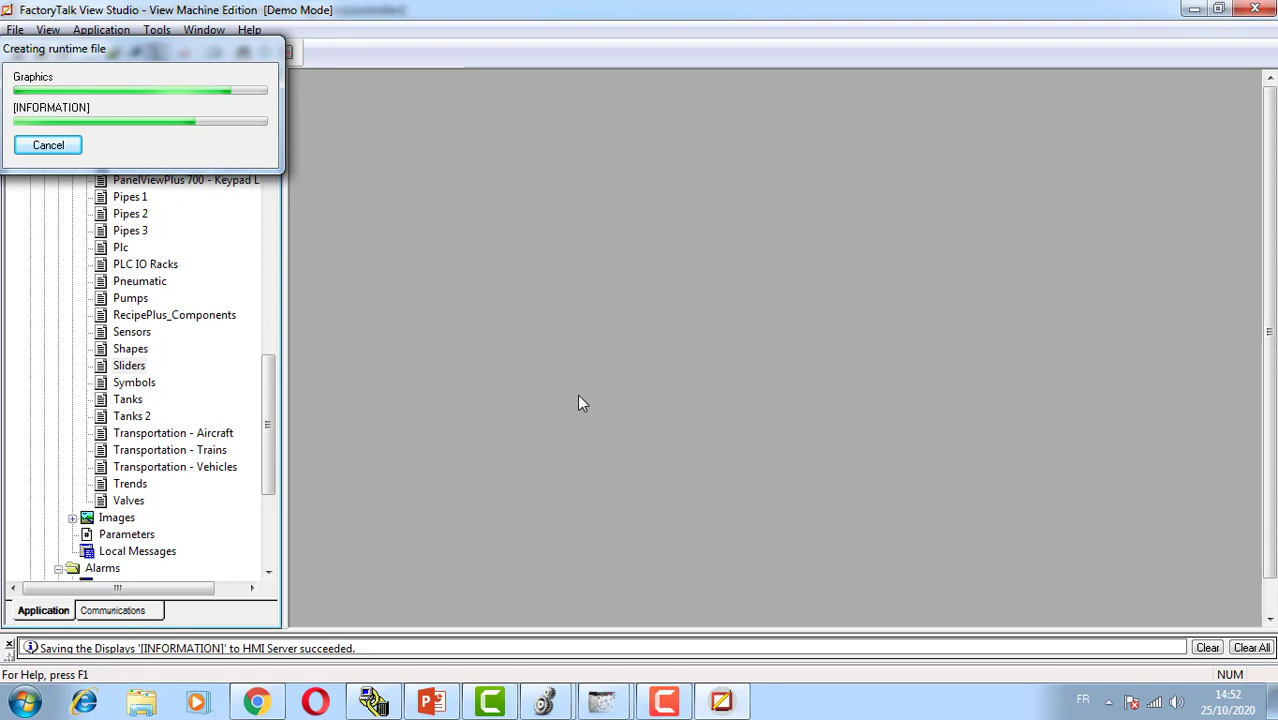 FactoryTalk View Studio - View Machine Edition [Demo Mode]
File View Application Tools Window Help
Creating runtime file
Graphics
[INFORMATION]
Cancel
PanelViewPlus 700 - Keypad L
Pipes 1
Pipes 2
Pipes 3
Plc
PLC IO Racks
Pneumatic
Pumps
RecipePlus_Components
Sensors
Shapes
Sliders
Symbols
Tanks
Tanks 2
Transportation - Aircraft
Transportation - Trains
Transportation - Vehicles
Trends
Valves
Images
Parameters
Local Messages
Alarms
Application Communications
Saving the Displays '[INFORMATION]' to HMI Server succeeded.
Clear Clear All
For Help, press F1
NUM
FR
14:52
25/10/2020